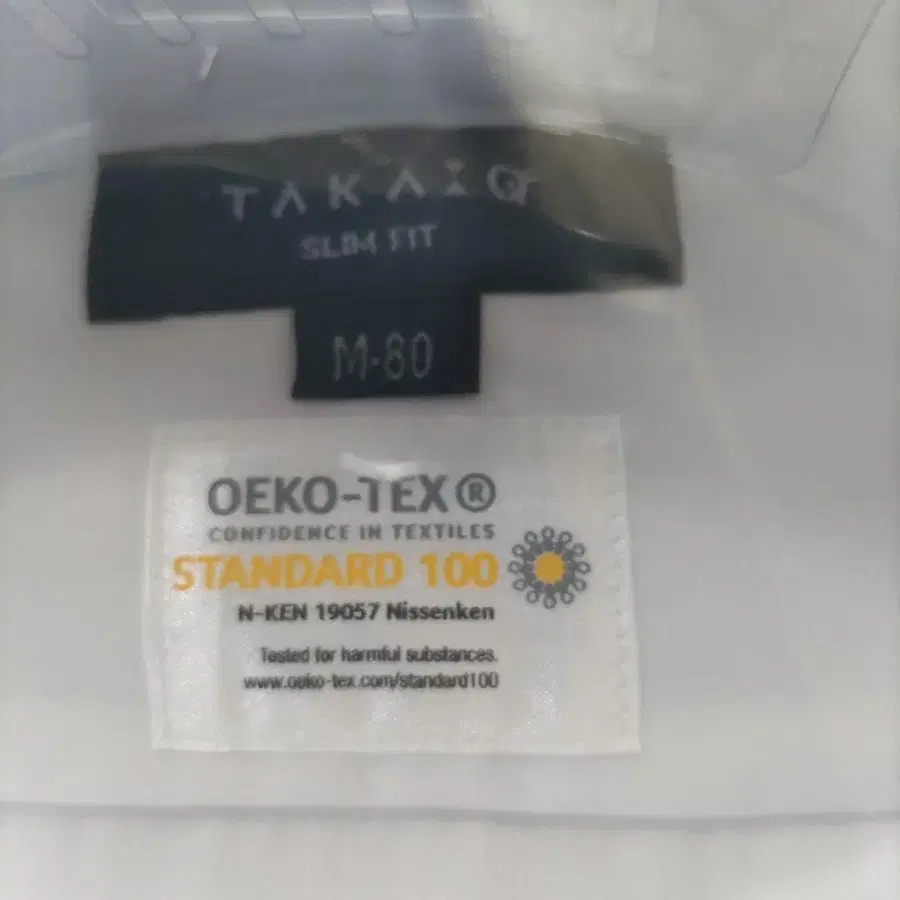 TAKA:Q
SLIM FIT
M-80
OEKO-TEX®
CONFIDENCE IN TEXTILES
STANDARD 100
N-KEN 19057 Nissenken
Tested for harmful substances.
www.oeko-tex.com/standard100